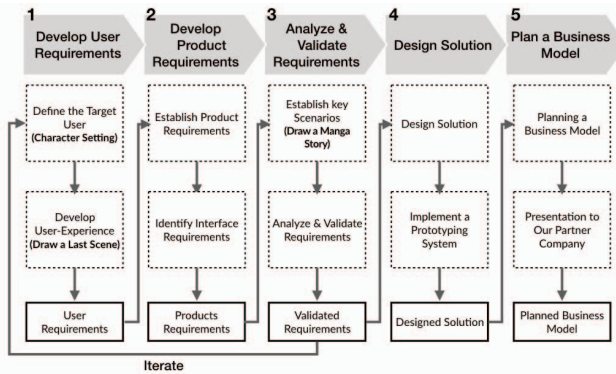 1
Develop User
Requirements
2
Develop
Product
Requirements
3
Analyze &
Validate
Requirements
4
Design Solution
5
Plan a Business
Model
Define the Target
User
(Character Setting)
Establish Product
Requirements
Establish key
Scenarios
(Draw a Manga
Story)
Design Solution
Planning a
Business Model
Develop
User-Experience
(Draw a Last Scene)
Identify Interface
Requirements
Analyze & Validate
Requirements
Implement a
Prototyping
System
Presentation to
Our Partner
Company
User
Requirements
Products
Requirements
Validated
Requirements
Designed Solution
Planned Business
Model
Iterate